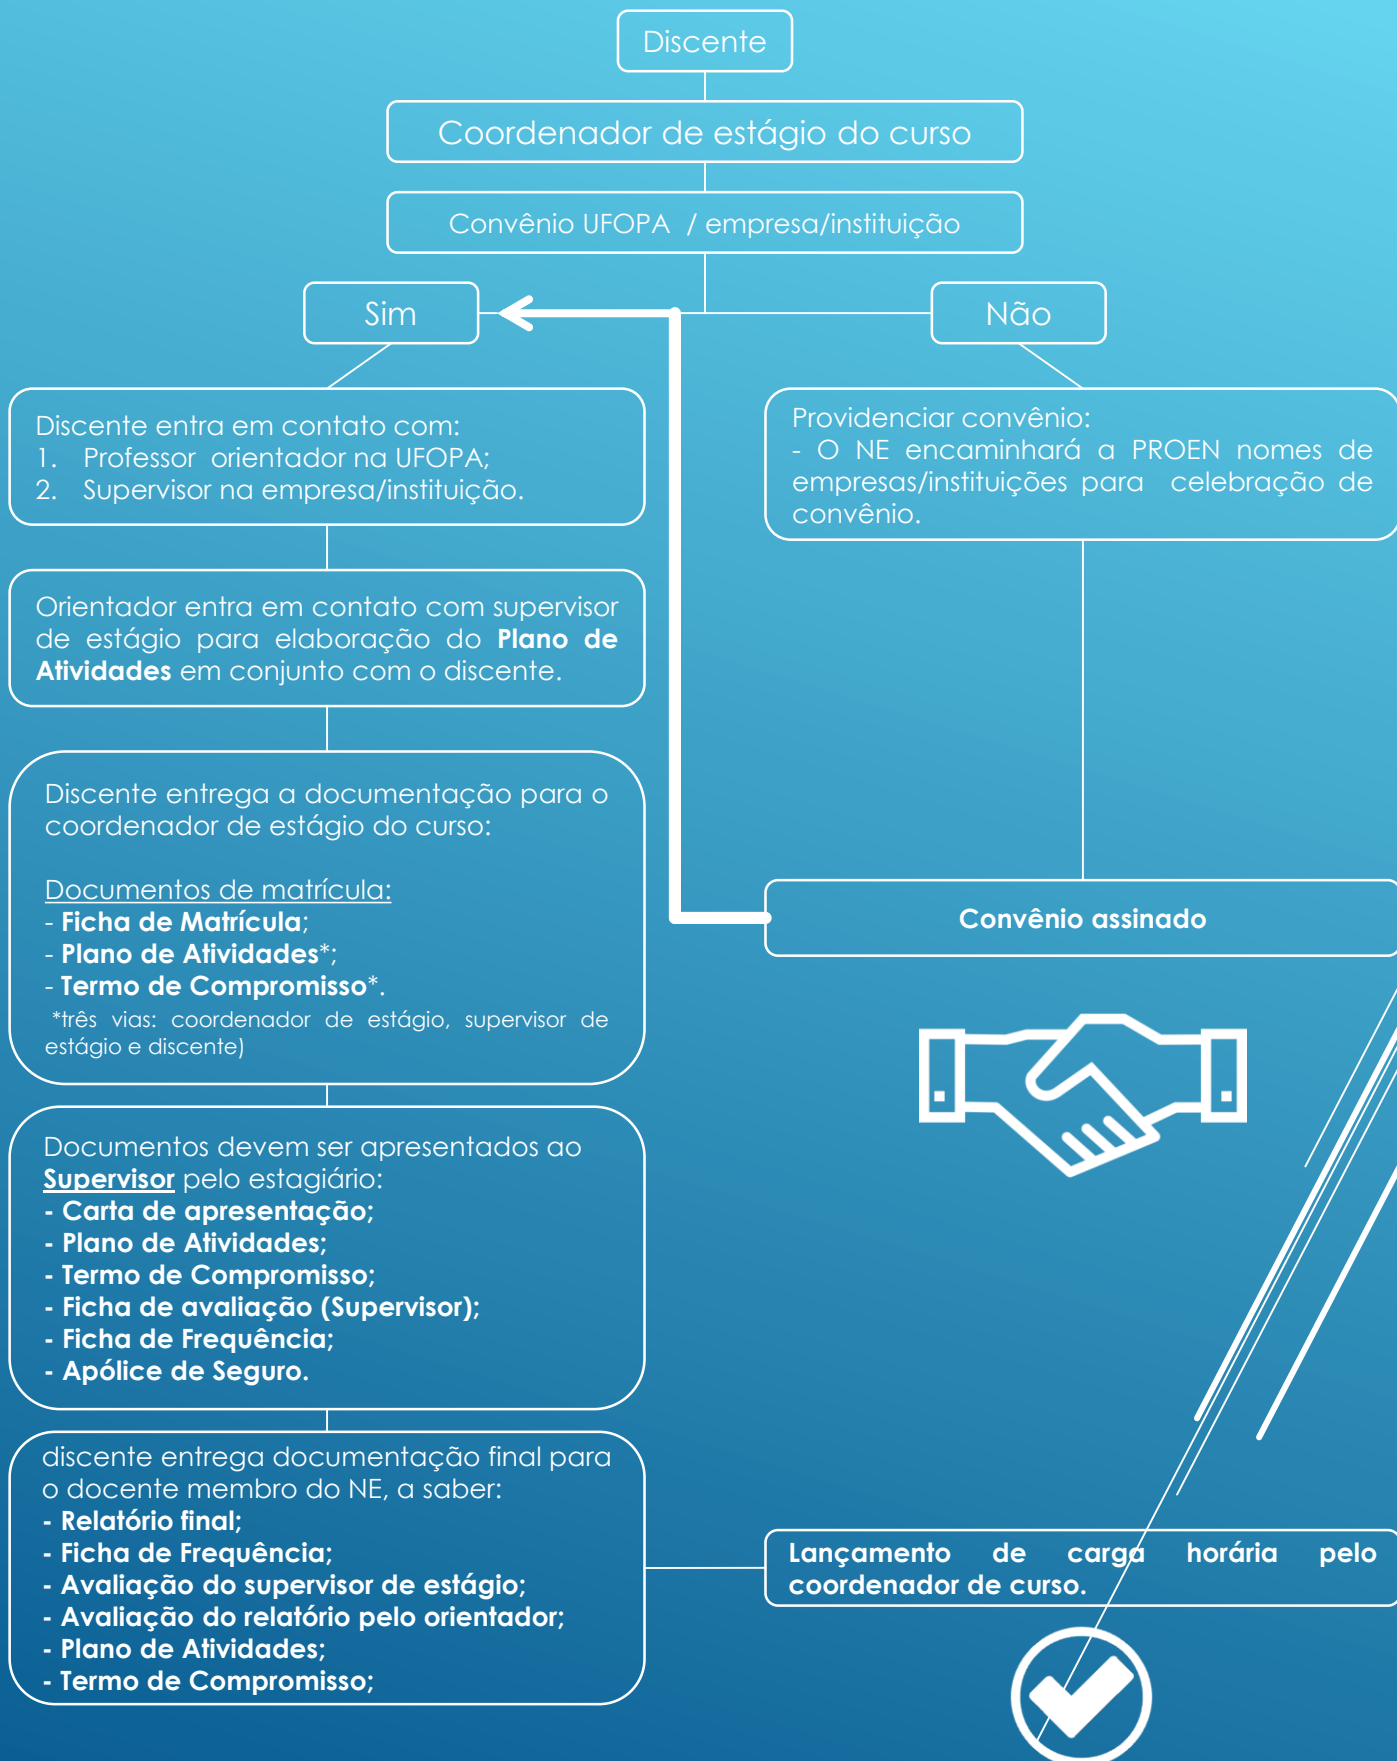 Discente
Coordenador de estágio do curso
Convênio UFOPA / empresa/instituição
Sim
Não
Discente entra em contato com:
1. Professor orientador na UFOPA;
2. Supervisor na empresa/instituição.
Providenciar convênio:
- O NE encaminhará a PROEN nomes de
empresas/instituições para celebração de
convênio.
Orientador entra em contato com supervisor
de estágio para elaboração do Plano de
Atividades em conjunto com o discente.
Discente entrega a documentação para o
coordenador de estágio do curso:
Documentos de matrícula:
- Ficha de Matrícula;
- Plano de Atividades*;
- Termo de Compromisso*.
*três vias: coordenador de estágio, supervisor de
estágio e discente)
Convênio assinado
Documentos devem ser apresentados ao
Supervisor pelo estagiário:
- Carta de apresentação;
- Plano de Atividades;
- Termo de Compromisso;
- Ficha de avaliação (Supervisor);
- Ficha de Frequência;
- Apólice de Seguro.
discente entrega documentação final para
o docente membro do NE, a saber:
- Relatório final;
- Ficha de Frequência;
- Avaliação do supervisor de estágio;
- Avaliação do relatório pelo orientador;
- Plano de Atividades;
- Termo de Compromisso;
Lançamento de carga horária pelo
coordenador de curso.